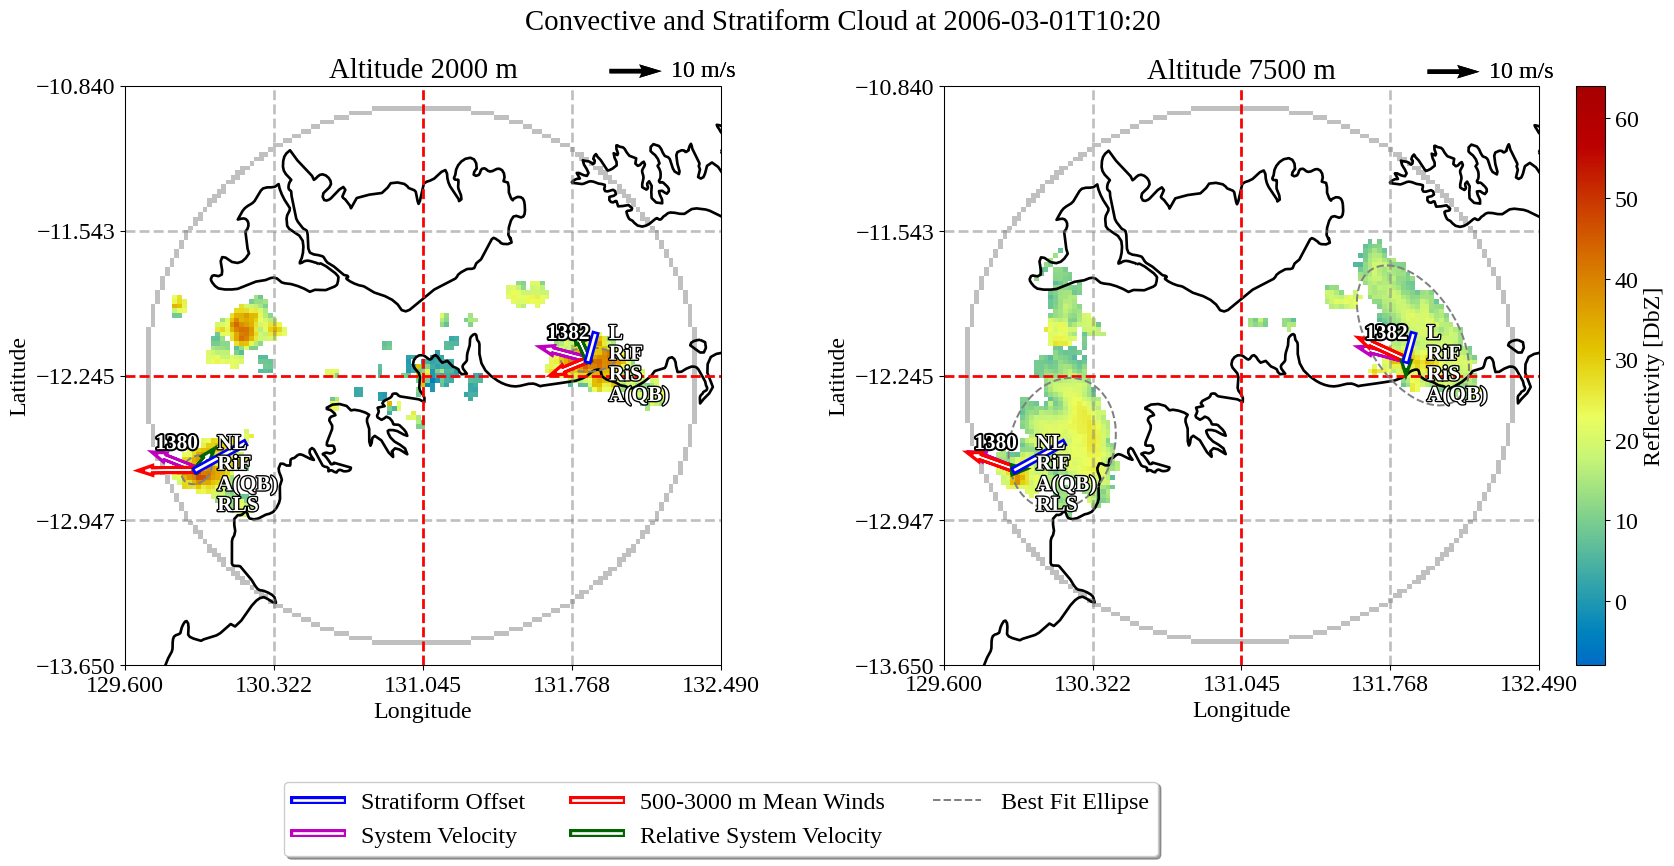 Convective and Stratiform Cloud at 2006-03-01T10:20
Altitude 2000 m
10 m/s
−10.840
−11.543
−12.245
−12.947
−13.650
129.600
130.322
131.045
131.768
132.490
Latitude
Longitude
1382
L
RiF
RiS
A(QB)
1380
NL
RiF
A(QB)
RLS
Altitude 7500 m
10 m/s
−10.840
−11.543
−12.245
−12.947
−13.650
129.600
130.322
131.045
131.768
132.490
Latitude
Longitude
1382
L
RiF
RiS
A(QB)
1380
NL
RiF
A(QB)
RLS
60
50
40
30
20
10
0
Reflectivity [DbZ]
Stratiform Offset
System Velocity
500-3000 m Mean Winds
Relative System Velocity
Best Fit Ellipse